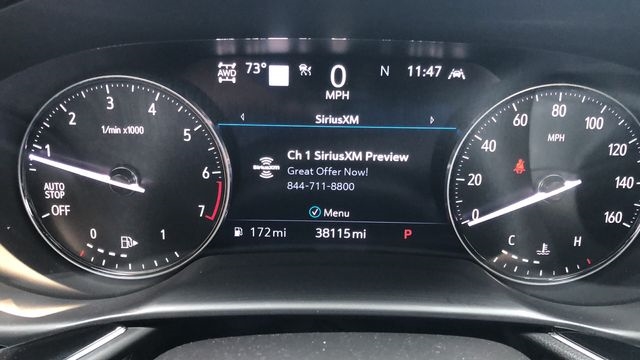 AWD 73° 0 N 11:47
MPH
SiriusXM
Ch 1 SiriusXM Preview
SiriusXM
Great Offer Now!
844-711-8800
Menu
172 mi 38115 mi P
1 2 3 4 5 6 7
1/min x1000
AUTO
STOP
OFF
0 1
0 20 40 60 80 100 120 140 160
MPH
C H